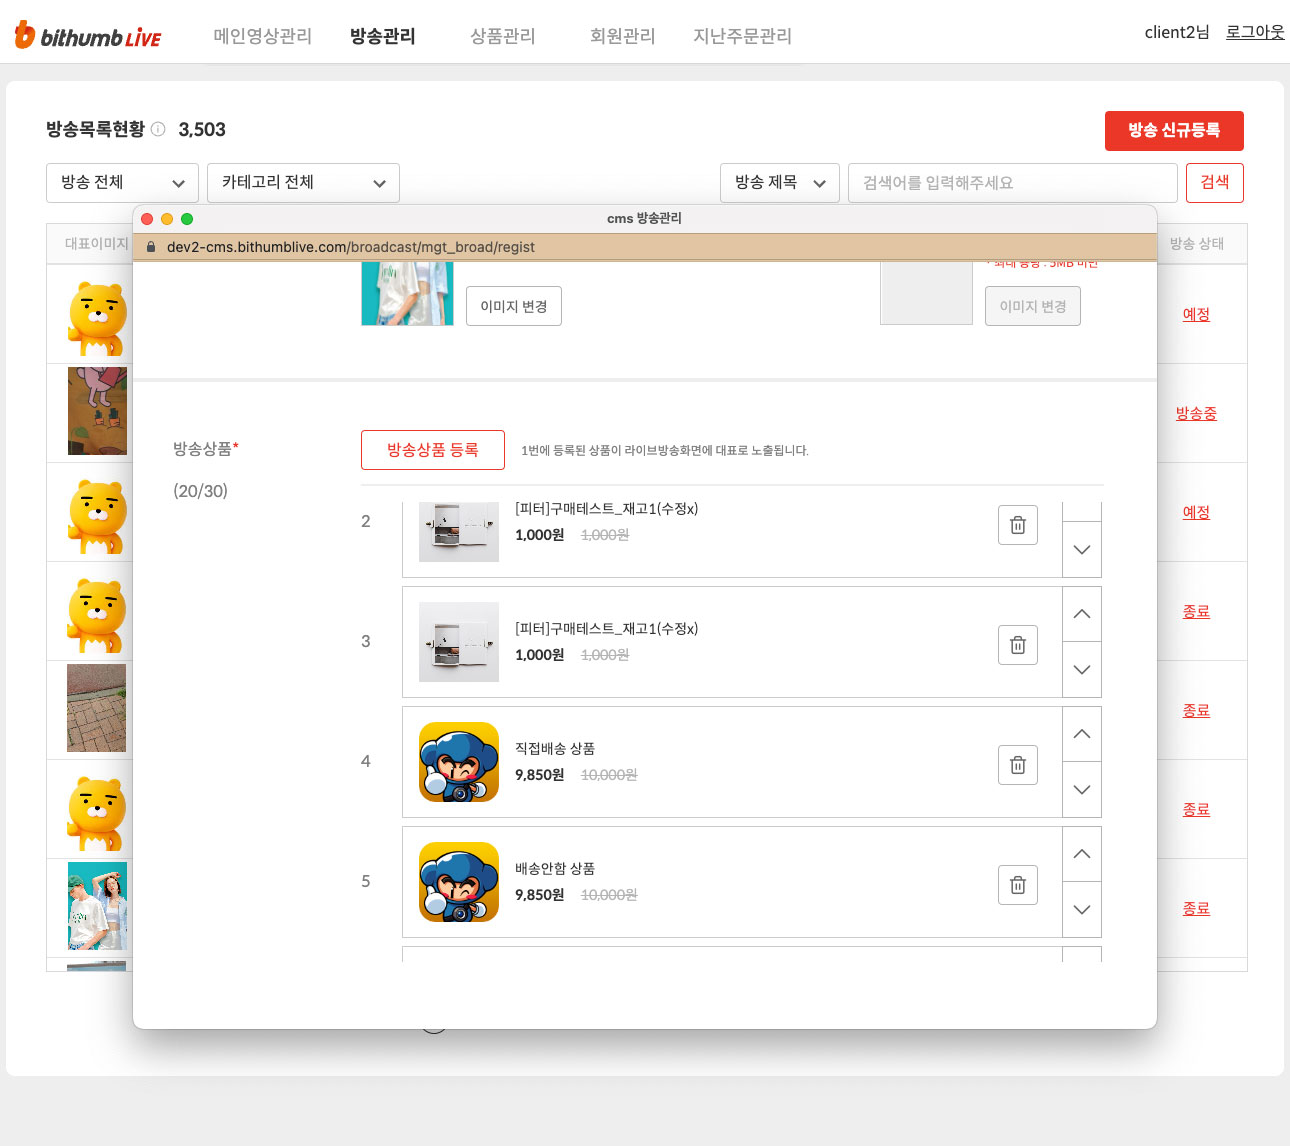 bithumb LIVE
메인영상관리
방송관리
상품관리
회원관리
지난주문관리
client2님
로그아웃
방송목록현황
3,503
방송 신규등록
방송 전체
카테고리 전체
방송 제목
검색어를 입력해주세요
검색
대표이미지
방송 상태
cms 방송관리
dev2-cms.bithumblive.com/broadcast/mgt_broad/regist
* 최대 용량 : 5MB 미만
이미지 변경
이미지 변경
예정
방송중
예정
종료
종료
종료
종료
방송상품*
(20/30)
방송상품 등록
1번에 등록된 상품이 라이브방송화면에 대표로 노출됩니다.
2
[피터]구매테스트_재고1(수정x)
1,000원 1,000원
3
[피터]구매테스트_재고1(수정x)
1,000원 1,000원
4
직접배송 상품
9,850원 10,000원
5
배송안함 상품
9,850원 10,000원